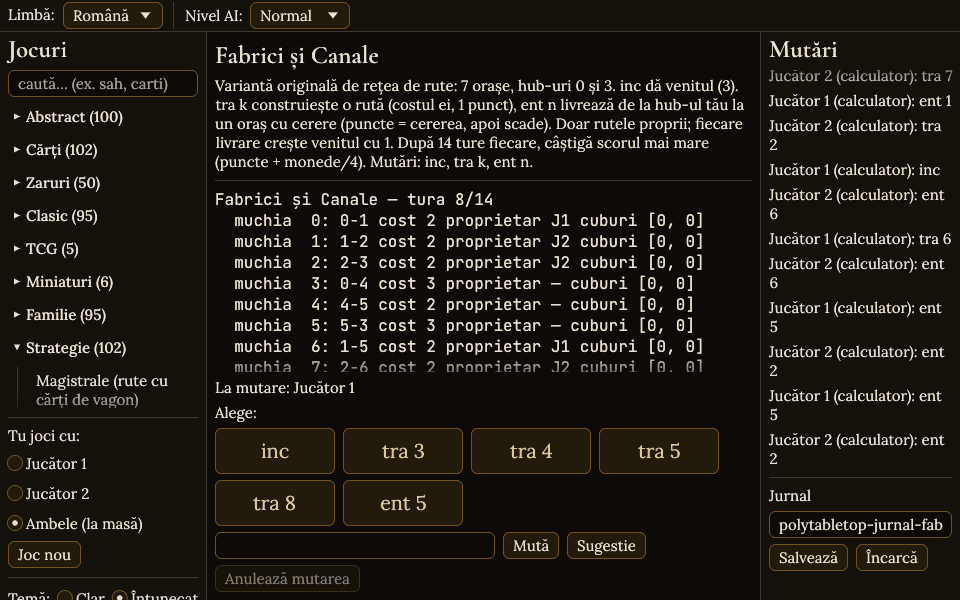 Limbă: Română ▼ Nivel AI: Normal ▼
Jocuri
caută... (ex. sah, carti)
▸ Abstract (100)
▸ Cărți (102)
▸ Zaruri (50)
▸ Clasic (95)
▸ TCG (5)
▸ Miniaturi (6)
▸ Familie (95)
▾ Strategie (102)
Magistrale (rute cu
cărți de vagon)
Tu joci cu:
Jucător 1
Jucător 2
Ambele (la masă)
Joc nou
Temă: Clar Întunecat
Fabrici și Canale
Variantă originală de rețea de rute: 7 orașe, hub-uri 0 și 3. inc dă venitul (3).
tra k construiește o rută (costul ei, 1 punct), ent n livrează de la hub-ul tău la
un oraș cu cerere (puncte = cererea, apoi scade). Doar rutele proprii; fiecare
livrare crește venitul cu 1. După 14 ture fiecare, câștigă scorul mai mare
(puncte + monede/4). Mutări: inc, tra k, ent n.
Fabrici și Canale — tura 8/14
muchia 0: 0-1 cost 2 proprietar J1 cuburi [0, 0]
muchia 1: 1-2 cost 2 proprietar J2 cuburi [0, 0]
muchia 2: 2-3 cost 2 proprietar J2 cuburi [0, 0]
muchia 3: 0-4 cost 3 proprietar — cuburi [0, 0]
muchia 4: 4-5 cost 2 proprietar — cuburi [0, 0]
muchia 5: 5-3 cost 3 proprietar — cuburi [0, 0]
muchia 6: 1-5 cost 2 proprietar J1 cuburi [0, 0]
muchia 7: 2-6 cost 2 proprietar J2 cuburi [0, 0]
La mutare: Jucător 1
Alege:
inc tra 3 tra 4 tra 5
tra 8 ent 5
Mută Sugestie
Anulează mutarea
Mutări
Jucător 2 (calculator): tra 7
Jucător 1 (calculator): ent 1
Jucător 2 (calculator): tra
2
Jucător 1 (calculator): inc
Jucător 2 (calculator): ent
6
Jucător 1 (calculator): tra 6
Jucător 2 (calculator): ent
6
Jucător 1 (calculator): ent
5
Jucător 2 (calculator): ent
2
Jucător 1 (calculator): ent
5
Jucător 2 (calculator): ent
2
Jurnal
polytabletop-jurnal-fab
Salvează Încarcă